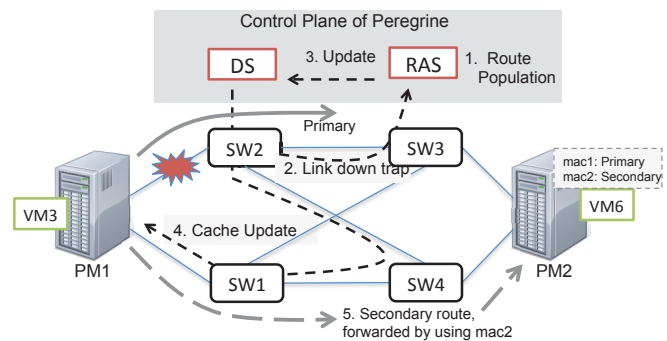 Control Plane of Peregrine
DS
3. Update
RAS
1. Route
Population
Primary
SW2
SW3
2. Link down trap
mac1: Primary
mac2: Secondary
VM3
VM6
4. Cache Update
PM1
PM2
SW1
SW4
5. Secondary route,
forwarded by using mac2